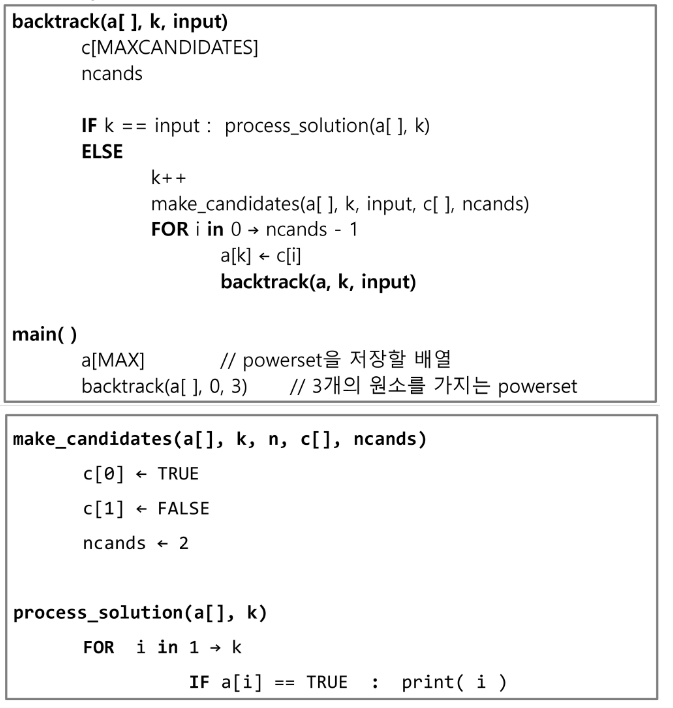 backtrack(a[ ], k, input)
c[MAXCANDIDATES]
ncands
IF k == input : process_solution(a[ ], k)
ELSE
k++
make_candidates(a[ ], k, input, c[ ], ncands)
FOR i in 0 → ncands - 1
a[k] ← c[i]
backtrack(a, k, input)
main( )
a[MAX] // powerset을 저장할 배열
backtrack(a[ ], 0, 3) // 3개의 원소를 가지는 powerset
make_candidates(a[], k, n, c[], ncands)
c[0] ← TRUE
c[1] ← FALSE
ncands ← 2
process_solution(a[], k)
FOR i in 1 → k
IF a[i] == TRUE : print( i )